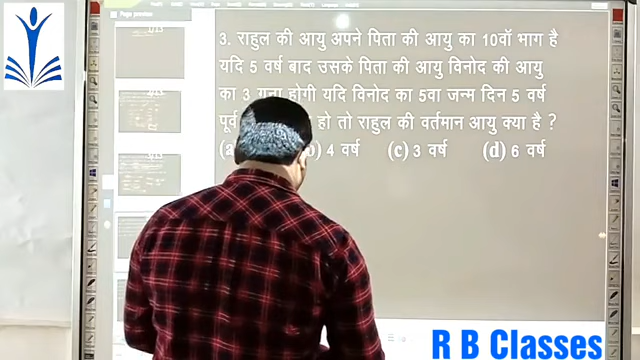 3. राहुल की आयु अपने पिता की आयु का 10वॉ भाग है
यदि 5 वर्ष बाद उसके पिता की आयु विनोद की आयु
का 3 गुना होगी यदि विनोद का 5वा जन्म दिन 5 वर्ष
पूर्व हो तो राहुल की वर्तमान आयु क्या है ?
(a 4 वर्ष (c) 3 वर्ष (d) 6 वर्ष
R B Classes